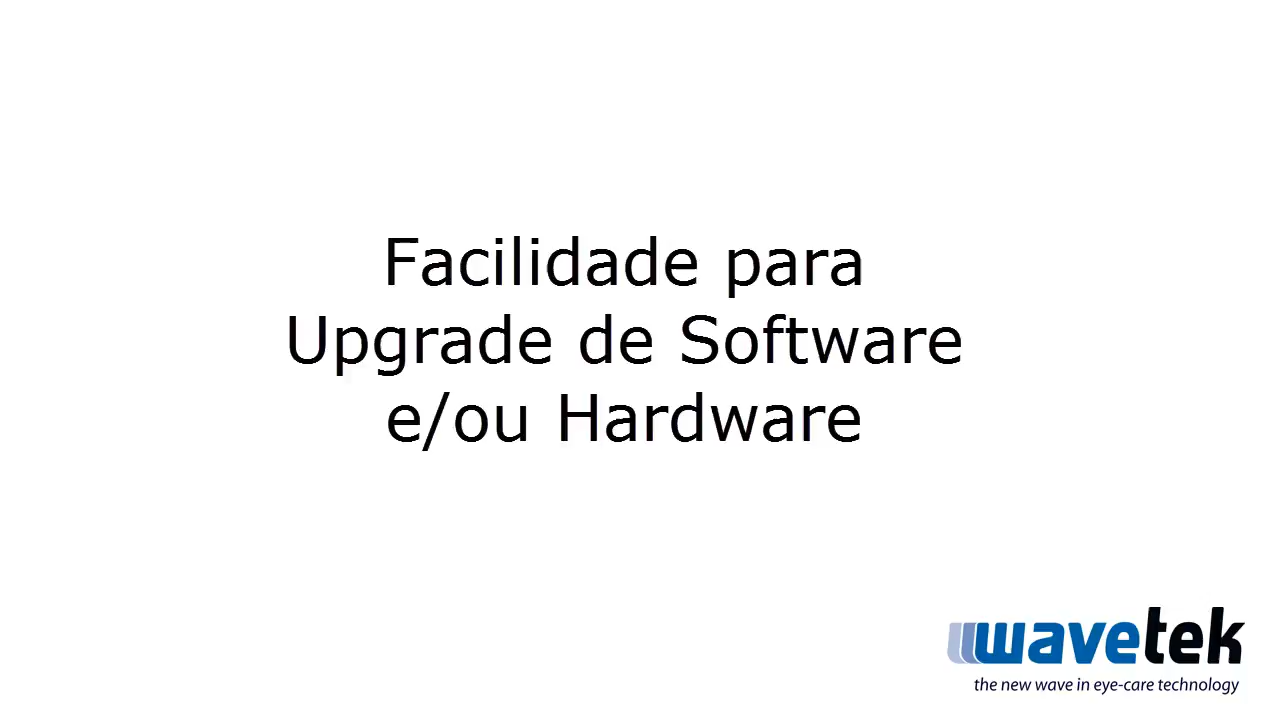 Facilidade para
Upgrade de Software
e/ou Hardware
wavetek
the new wave in eye-care technology